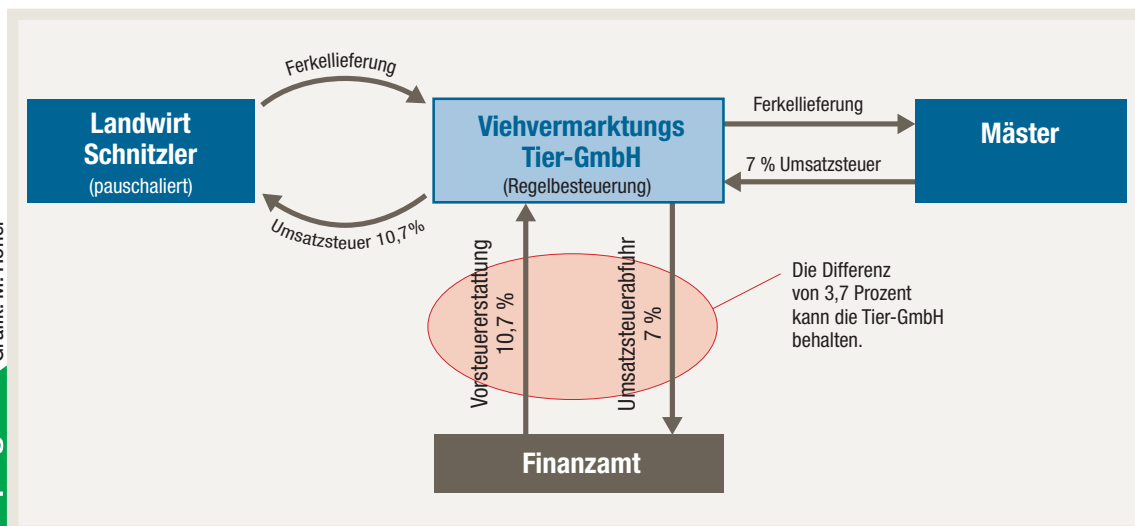 Ferkellieferung
Landwirt
Schnitzler
(pauschaliert)
Umsatzsteuer 10,7%
Viehvermarktungs
Tier-GmbH
(Regelbesteuerung)
Ferkellieferung
7 % Umsatzsteuer
Mäster
Vorsteuererstattung
10,7 %
Umsatzsteuerabfuhr
7 %
Die Differenz
von 3,7 Prozent
kann die Tier-GmbH
behalten.
Finanzamt